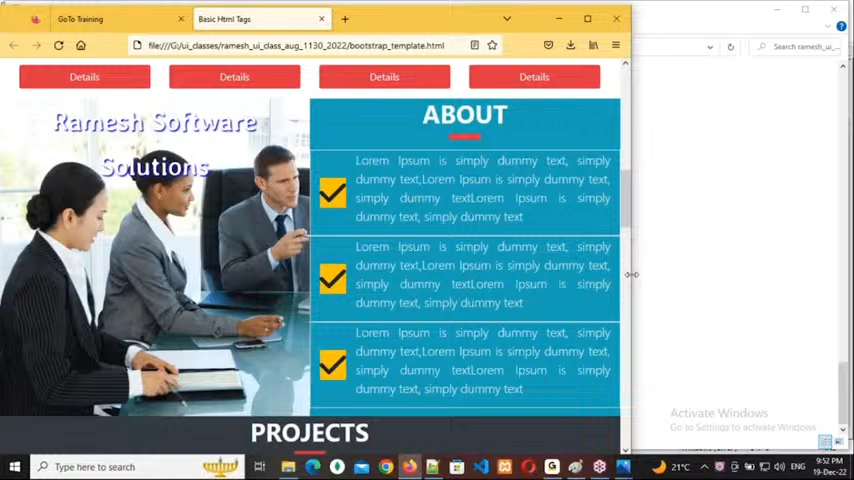 GoTo Training
Basic Html Tags
file:///G:/ui_classes/ramesh_ui_class_aug_1130_2022/bootstrap_template.html
Search ramesh_ui_...
Details Details Details Details
Ramesh Software
Solutions
ABOUT
Lorem Ipsum is simply dummy text, simply
dummy text,Lorem Ipsum is simply dummy text,
simply dummy textLorem Ipsum is simply
dummy text, simply dummy text
Lorem Ipsum is simply dummy text, simply
dummy text,Lorem Ipsum is simply dummy text,
simply dummy textLorem Ipsum is simply
dummy text, simply dummy text
Lorem Ipsum is simply dummy text, simply
dummy text,Lorem Ipsum is simply dummy text,
simply dummy textLorem Ipsum is simply
dummy text, simply dummy text
PROJECTS
Activate Windows
Go to Settings to activate Windows.
Type here to search
21°C
ENG
9:52 PM
19-Dec-22